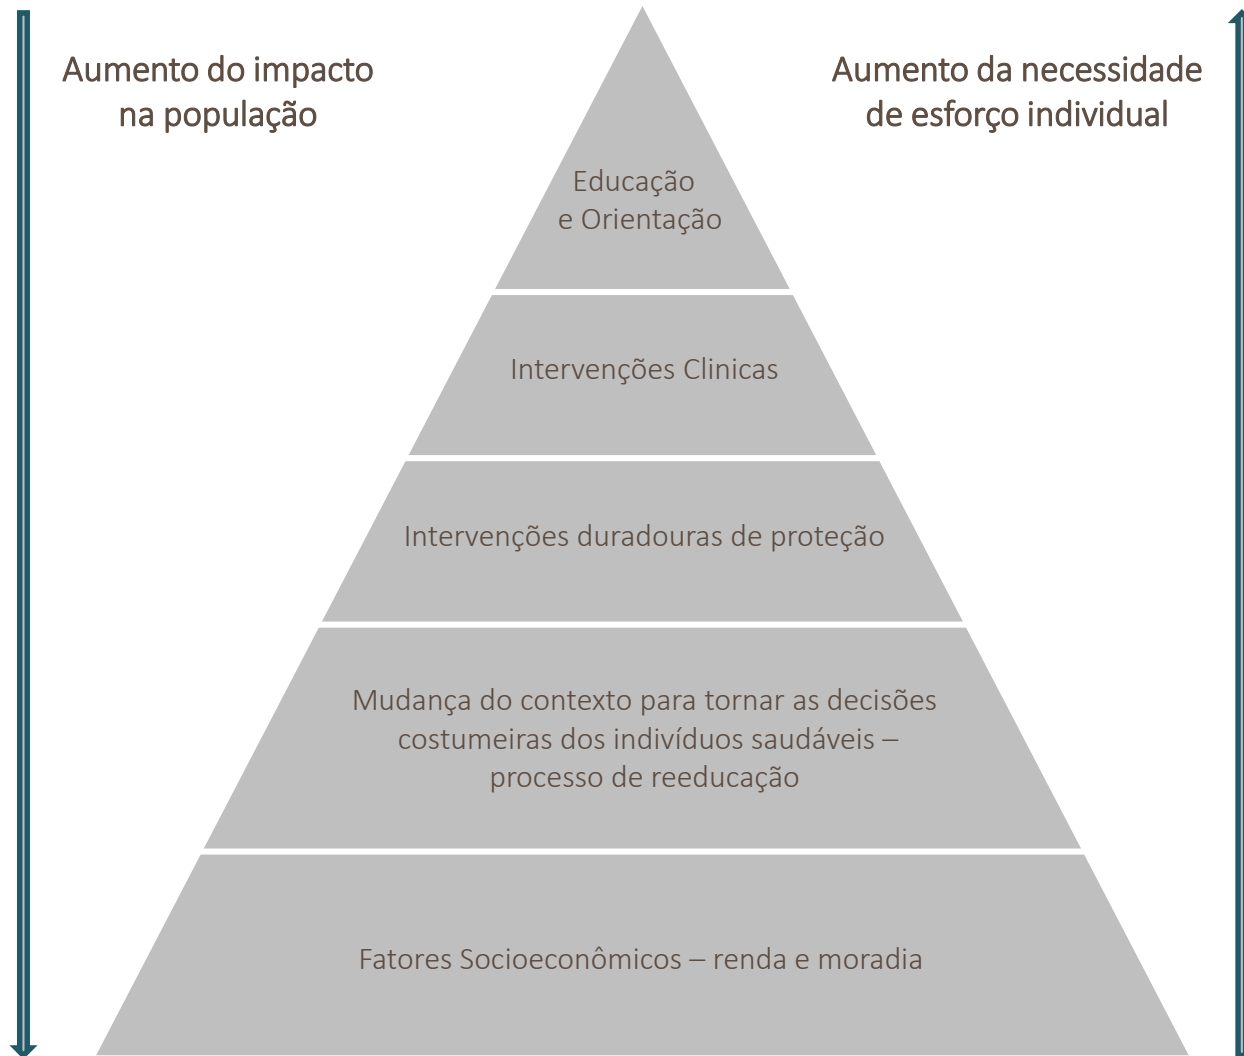 Aumento do impacto
na população
Aumento da necessidade
de esforço individual
Educação
e Orientação
Intervenções Clinicas
Intervenções duradouras de proteção
Mudança do contexto para tornar as decisões
costumeiras dos indivíduos saudáveis –
processo de reeducação
Fatores Socioeconômicos – renda e moradia